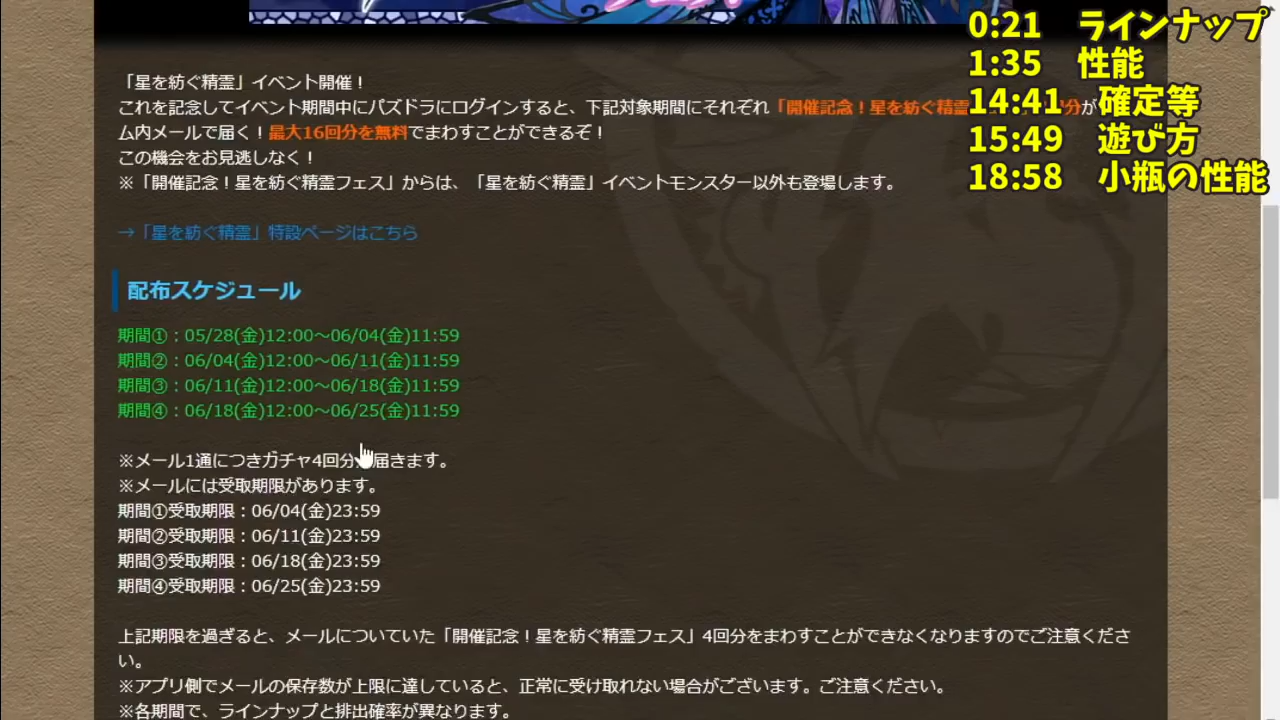 0:21 ラインナップ
1:35 性能
14:41 確定等
15:49 遊び方
18:58 小瓶の性能
「星を紡ぐ精霊」イベント開催！
これを記念してイベント期間中にパズドラにログインすると、下記対象期間にそれぞれ「開催記念！星を紡ぐ精霊 分が
ム内メールで届く！最大16回分を無料でまわすことができるぞ！
この機会をお見逃しなく！
※「開催記念！星を紡ぐ精霊フェス」からは、「星を紡ぐ精霊」イベントモンスター以外も登場します。
→「星を紡ぐ精霊」特設ページはこちら
配布スケジュール
期間①：05/28(金)12:00～06/04(金)11:59
期間②：06/04(金)12:00～06/11(金)11:59
期間③：06/11(金)12:00～06/18(金)11:59
期間④：06/18(金)12:00～06/25(金)11:59
※メール1通につきガチャ4回分 届きます。
※メールには受取期限があります。
期間①受取期限：06/04(金)23:59
期間②受取期限：06/11(金)23:59
期間③受取期限：06/18(金)23:59
期間④受取期限：06/25(金)23:59
上記期限を過ぎると、メールについていた「開催記念！星を紡ぐ精霊フェス」4回分をまわすことができなくなりますのでご注意くださ
い。
※アプリ側でメールの保存数が上限に達していると、正常に受け取れない場合がございます。ご注意ください。
※各期間で、ラインナップと排出確率が異なります。